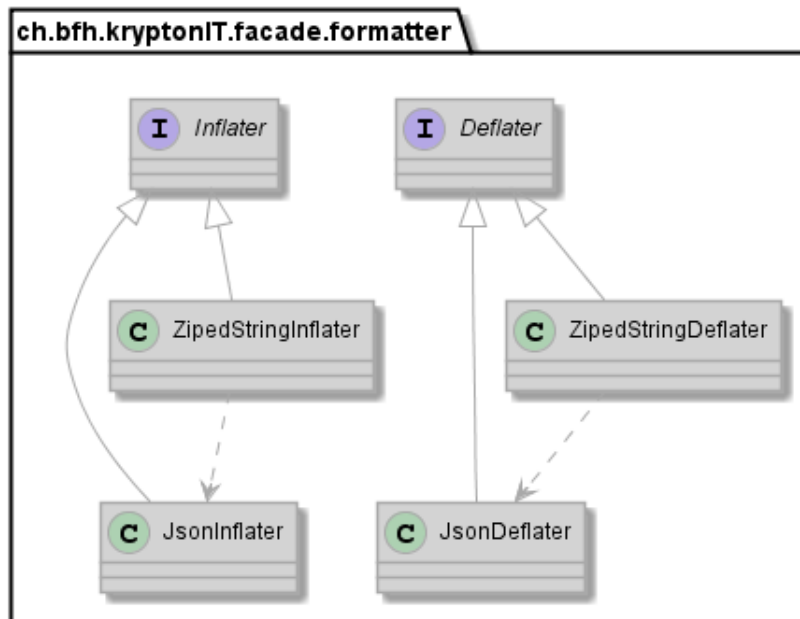 ch.bfh.kryptonIT.facade.formatter
I Inflater
I Deflater
C ZipedStringInflater
C ZipedStringDeflater
C JsonInflater
C JsonDeflater